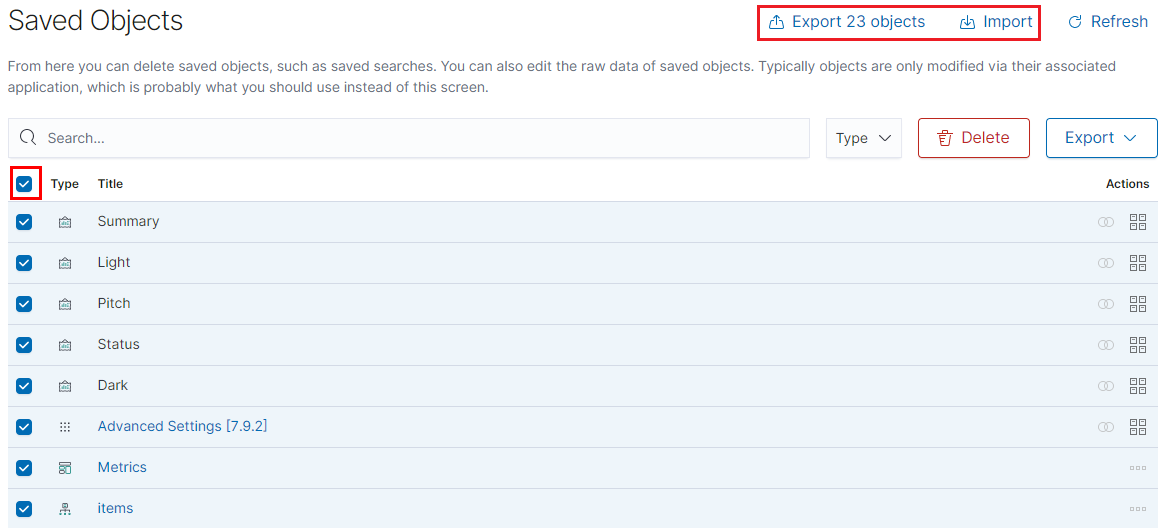 Saved Objects
Export 23 objects Import Refresh
From here you can delete saved objects, such as saved searches. You can also edit the raw data of saved objects. Typically objects are only modified via their associated
application, which is probably what you should use instead of this screen.
Search... Type Delete Export
Type Title Actions
Summary
Light
Pitch
Status
Dark
Advanced Settings [7.9.2]
Metrics
items